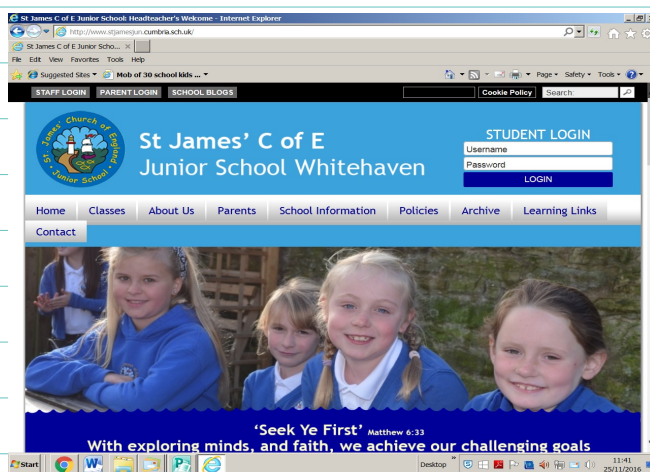 St James C of E Junior School: Headteacher's Welcome - Internet Explorer
http://www.stjamesjun.cumbria.sch.uk/
St James C of E Junior Scho...
File Edit View Favorites Tools Help
Suggested Sites Mob of 30 school kids ... Page Safety Tools
STAFF LOGIN PARENT LOGIN SCHOOL BLOGS Cookie Policy Search:
St. James' Church of England Junior School
St James' C of E
Junior School Whitehaven
STUDENT LOGIN
Username
Password
LOGIN
Home Classes About Us Parents School Information Policies Archive Learning Links
Contact
'Seek Ye First' Matthew 6:33
With exploring minds, and faith, we achieve our challenging goals
Start Desktop 11:41
25/11/2016